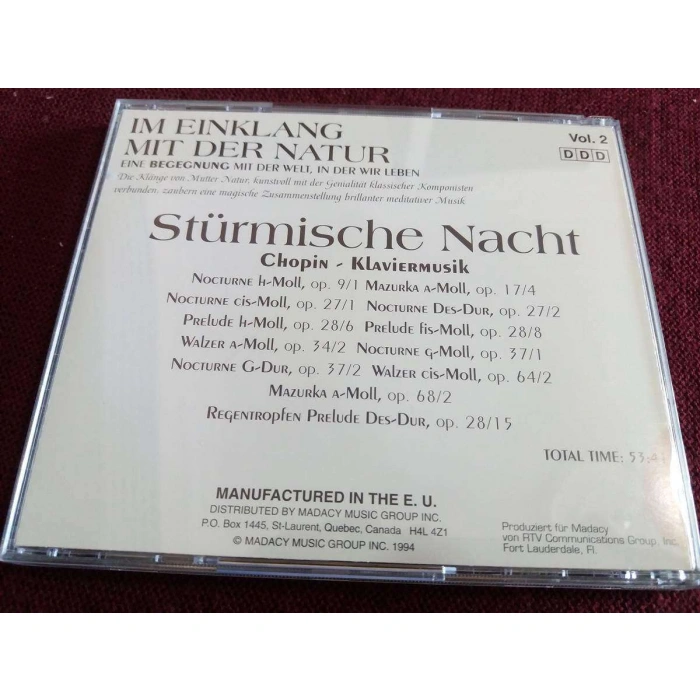 IM EINKLANG
MIT DER NATUR
EINE BEGEGNUNG MIT DER WELT, IN DER WIR LEBEN
Die Klänge von Mutter Natur, kunstvoll mit der Genialität klassischer Komponisten
verbunden, zaubern eine magische Zusammenstellung brillanter meditativer Musik
Vol. 2
DDD
Stürmische Nacht
Chopin - Klaviermusik
Nocturne h-Moll, op. 9/1 Mazurka a-Moll, op. 17/4
Nocturne cis-Moll, op. 27/1 Nocturne Des-Dur, op. 27/2
Prelude h-Moll, op. 28/6 Prelude fis-Moll, op. 28/8
Walzer a-Moll, op. 34/2 Nocturne g-Moll, op. 37/1
Nocturne G-Dur, op. 37/2 Walzer cis-Moll, op. 64/2
Mazurka a-Moll, op. 68/2
Regentropfen Prelude Des-Dur, op. 28/15
TOTAL TIME: 53:41
MANUFACTURED IN THE E. U.
DISTRIBUTED BY MADACY MUSIC GROUP INC.
P.O. Box 1445, St-Laurent, Quebec, Canada H4L 4Z1
© MADACY MUSIC GROUP INC. 1994
Produziert für Madacy
von RTV Communications Group, Inc.
Fort Lauderdale, Fl.